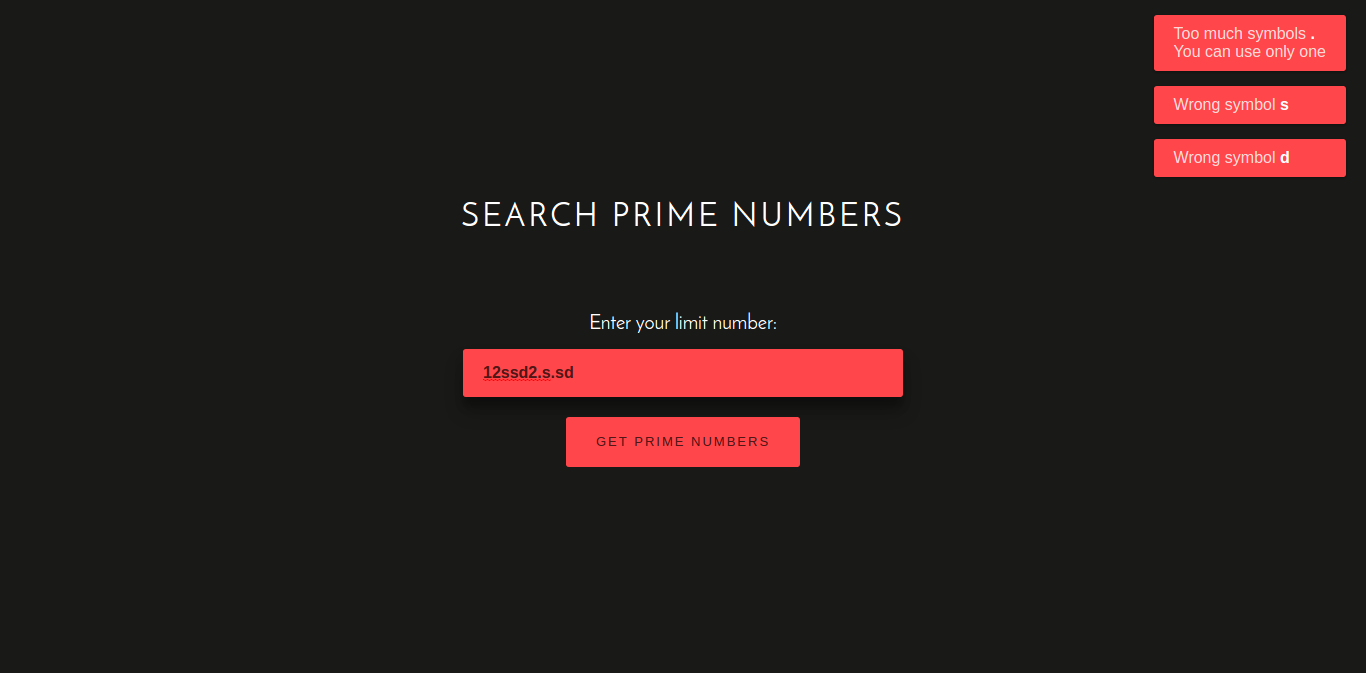 Too much symbols .
You can use only one
Wrong symbol s
Wrong symbol d
SEARCH PRIME NUMBERS
Enter your limit number:
12ssd2.s.sd
GET PRIME NUMBERS